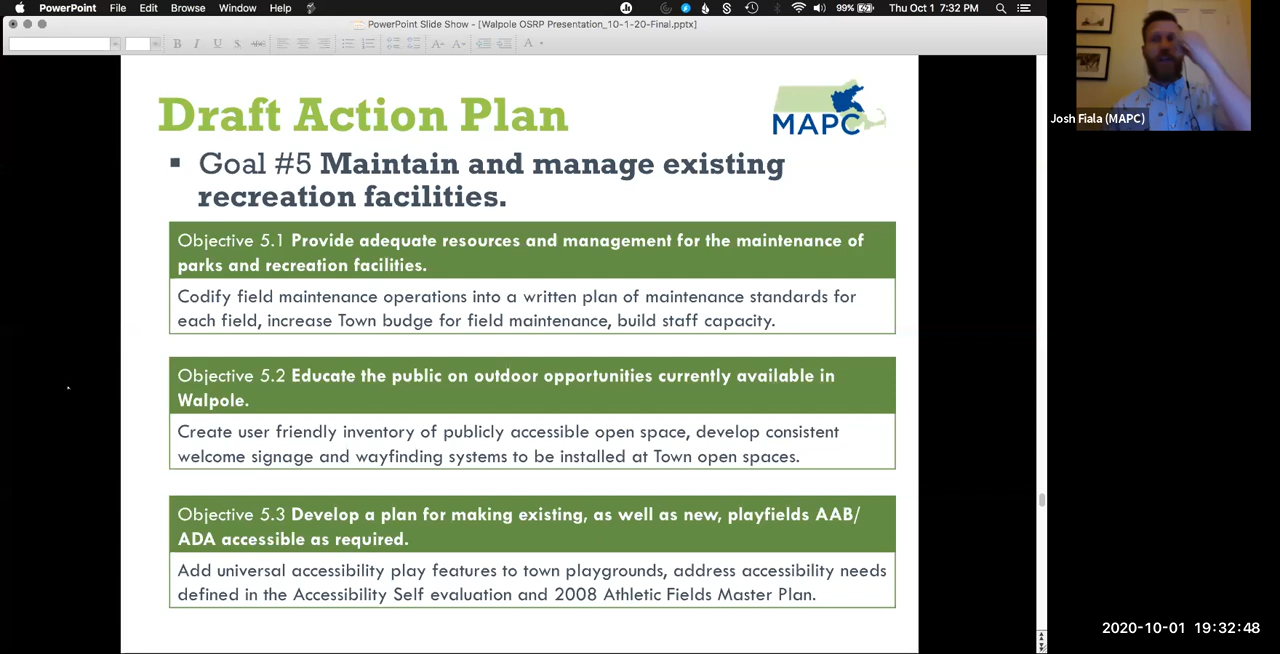 PowerPoint File Edit Browse Window Help 99% Thu Oct 1 7:32 PM
PowerPoint Slide Show - [Walpole OSRP Presentation_10-1-20-Final.pptx]
B I U S ABC A A A
Draft Action Plan
MAPC
▪ Goal #5 Maintain and manage existing
recreation facilities.
Objective 5.1 Provide adequate resources and management for the maintenance of
parks and recreation facilities.
Codify field maintenance operations into a written plan of maintenance standards for
each field, increase Town budget for field maintenance, build staff capacity.
Objective 5.2 Educate the public on outdoor opportunities currently available in
Walpole.
Create user friendly inventory of publicly accessible open space, develop consistent
welcome signage and wayfinding systems to be installed at Town open spaces.
Objective 5.3 Develop a plan for making existing, as well as new, playfields AAB/
ADA accessible as required.
Add universal accessibility play features to town playgrounds, address accessibility needs
defined in the Accessibility Self evaluation and 2008 Athletic Fields Master Plan.
Josh Fiala (MAPC)
2020-10-01 19:32:48